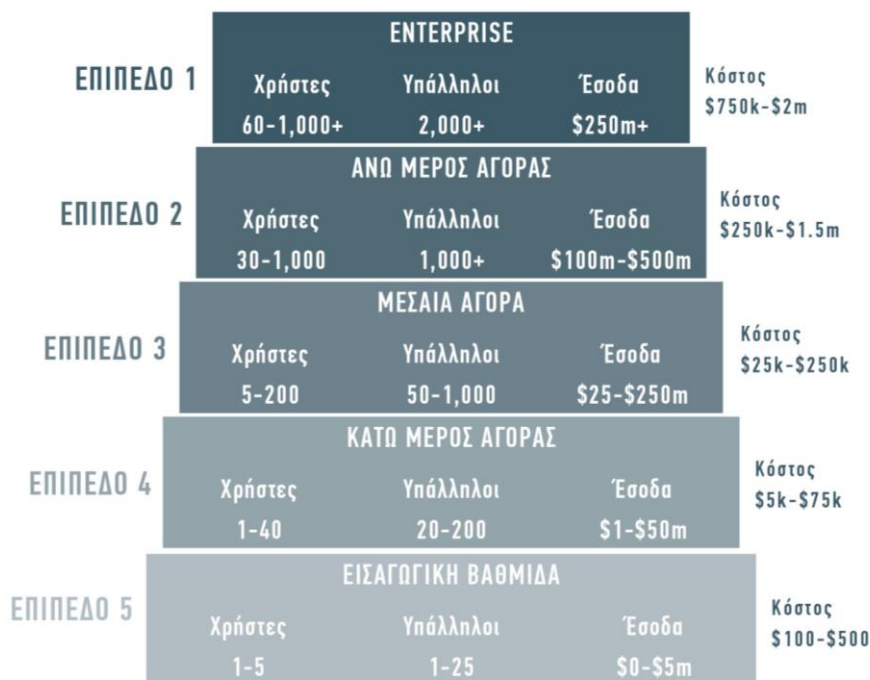 ENTERPRISE
ΕΠΙΠΕΔΟ 1
Χρήστες Υπάλληλοι Έσοδα
60-1,000+ 2,000+ $250m+
Κόστος
$750k-$2m
ΑΝΩ ΜΕΡΟΣ ΑΓΟΡΑΣ
ΕΠΙΠΕΔΟ 2
Χρήστες Υπάλληλοι Έσοδα
30-1,000 1,000+ $100m-$500m
Κόστος
$250k-$1.5m
ΜΕΣΑΙΑ ΑΓΟΡΑ
ΕΠΙΠΕΔΟ 3
Χρήστες Υπάλληλοι Έσοδα
5-200 50-1,000 $25-$250m
Κόστος
$25k-$250k
ΚΑΤΩ ΜΕΡΟΣ ΑΓΟΡΑΣ
ΕΠΙΠΕΔΟ 4
Χρήστες Υπάλληλοι Έσοδα
1-40 20-200 $1-$50m
Κόστος
$5k-$75k
ΕΙΣΑΓΩΓΙΚΗ ΒΑΘΜΙΔΑ
ΕΠΙΠΕΔΟ 5
Χρήστες Υπάλληλοι Έσοδα
1-5 1-25 $0-$5m
Κόστος
$100-$500